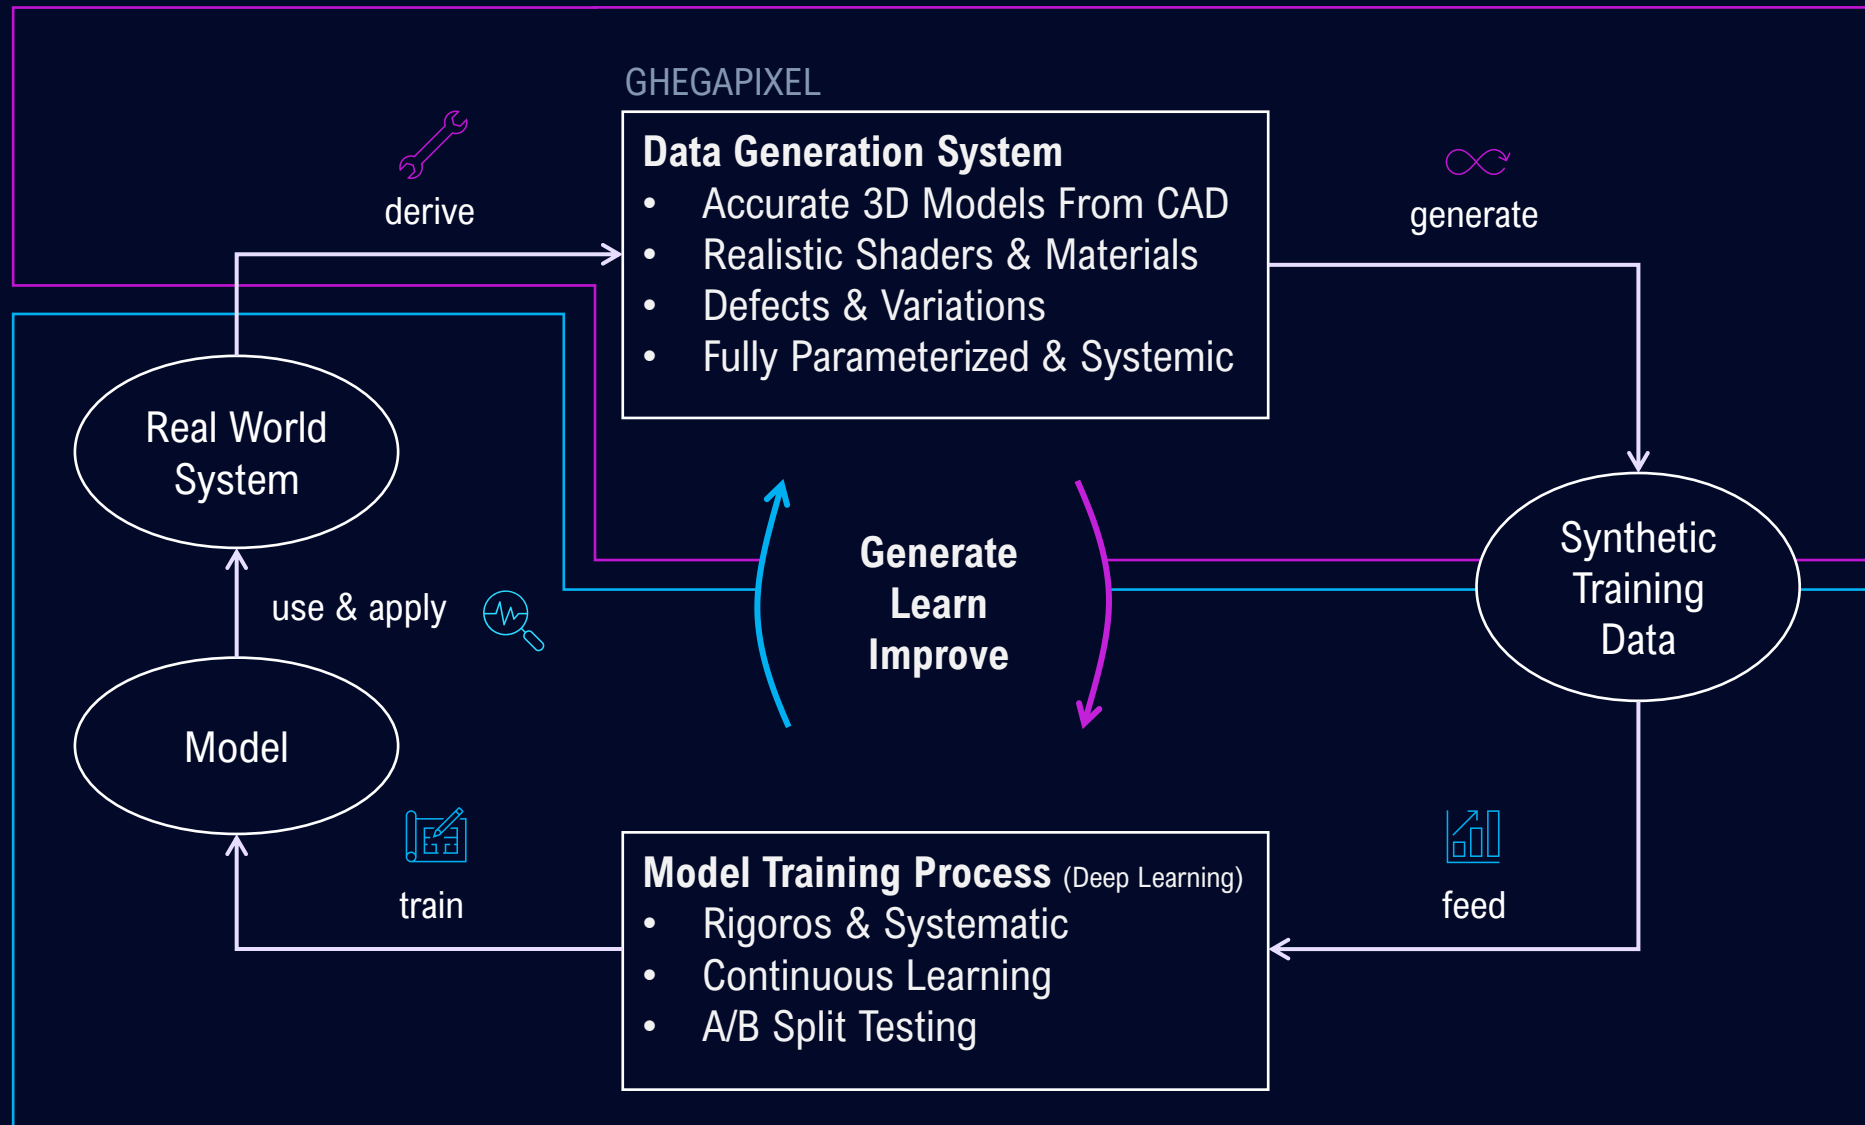 GHEGAPIXEL
Data Generation System
• Accurate 3D Models From CAD
• Realistic Shaders & Materials
• Defects & Variations
• Fully Parameterized & Systemic
derive
generate
Real World
System
Generate
Learn
Improve
Synthetic
Training
Data
use & apply
Model
train
Model Training Process (Deep Learning)
• Rigoros & Systematic
• Continuous Learning
• A/B Split Testing
feed